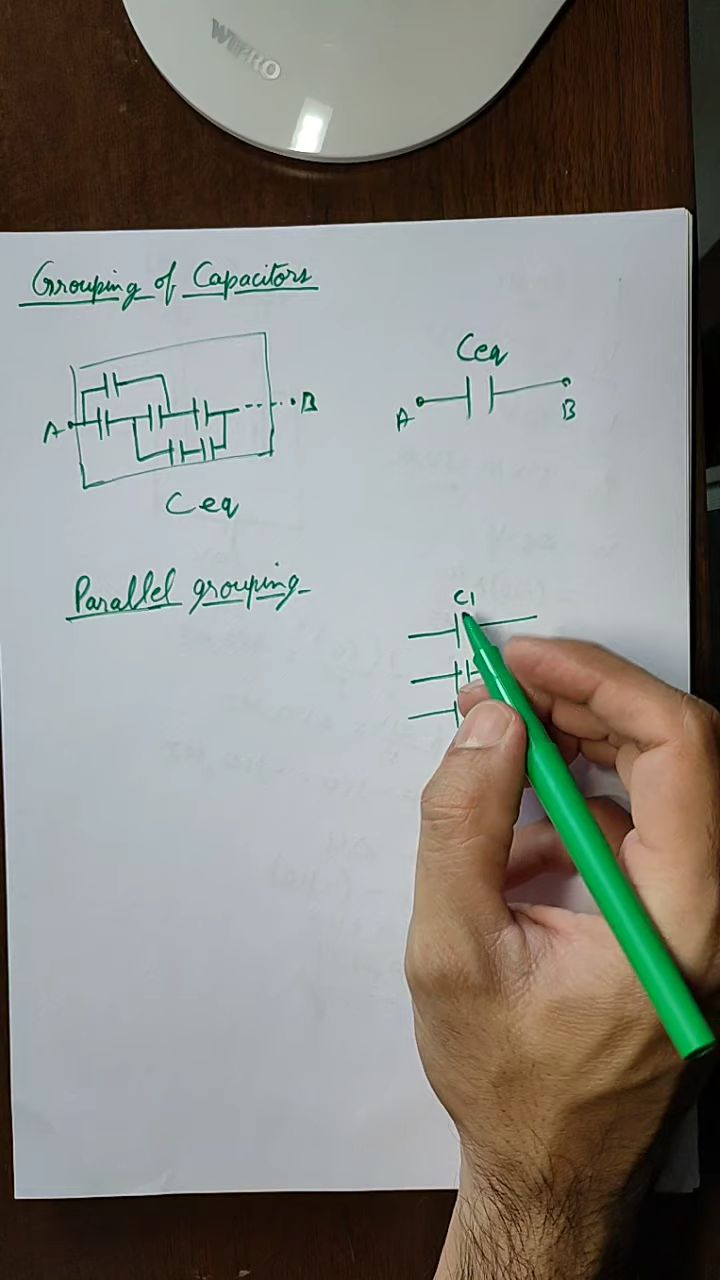 WIPRO
Grouping of Capacitors
A B
Ceq
Ceq
A B
Parallel grouping
C1